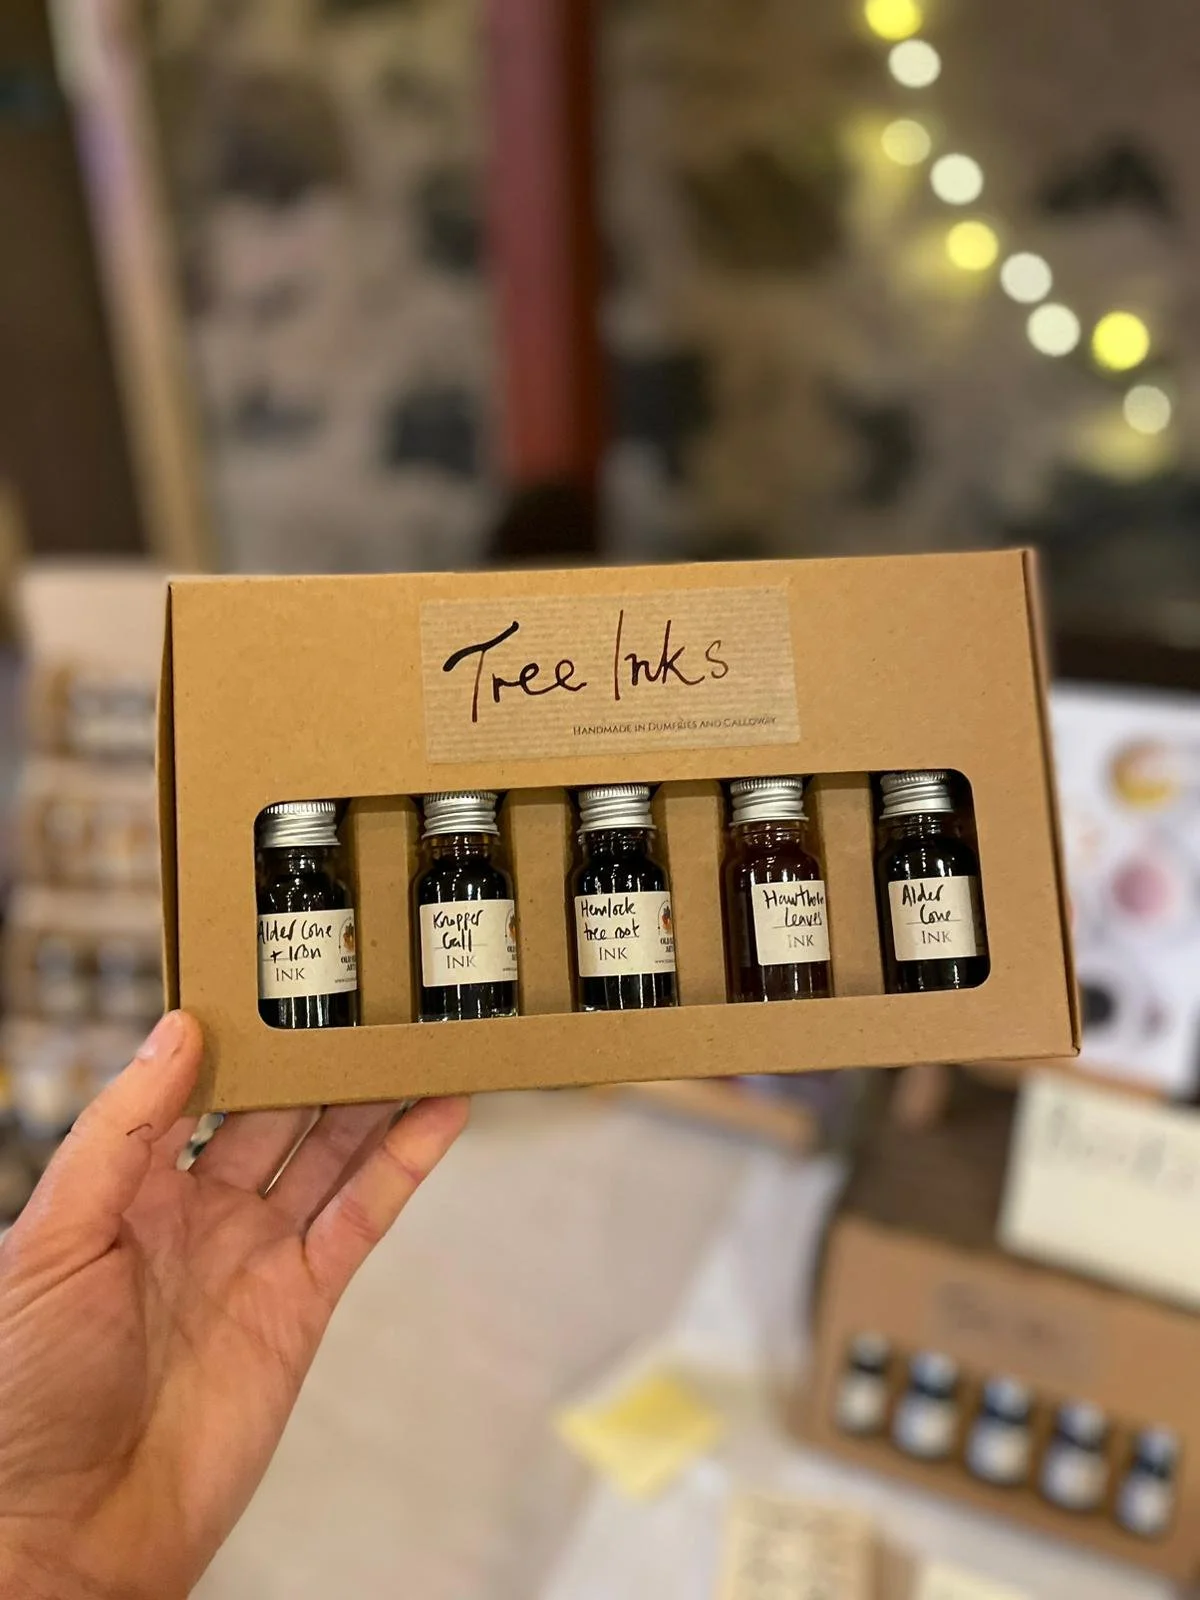 Tree Inks
HANDMADE IN DUMFRIES AND GALLOWAY
Alder Cone
+ Iron
INK
Knopper
Gall
INK
Hemlock
tree root
INK
Hawthorn
Leaves
INK
Alder
Cone
INK